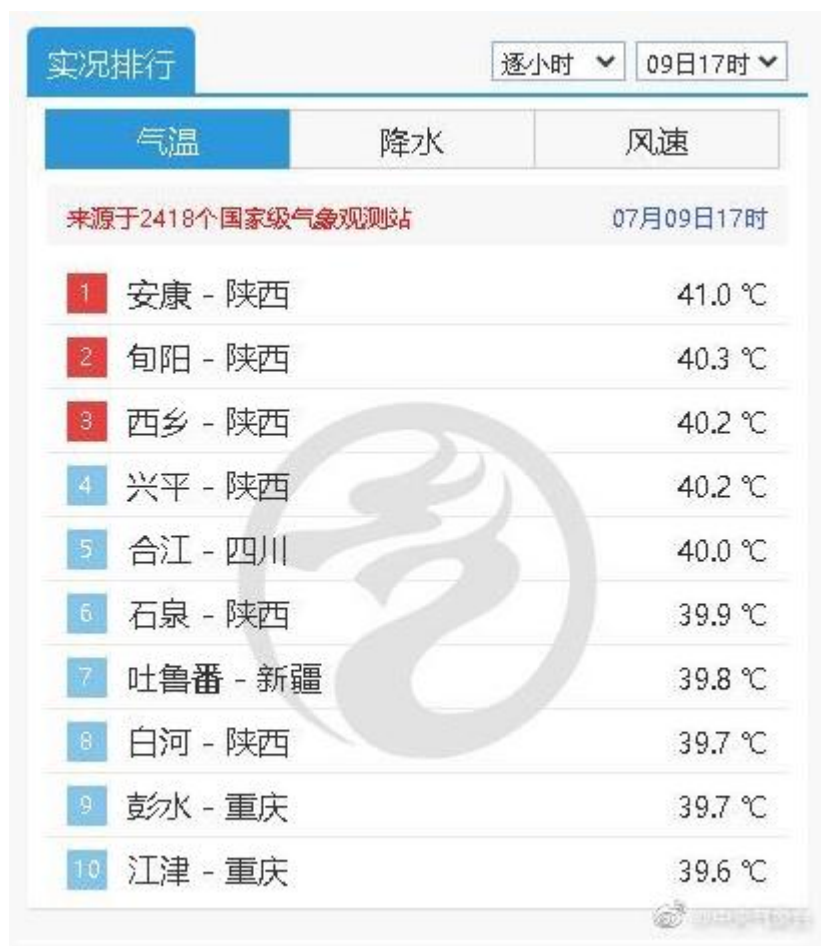 实况排行 逐小时 09日17时
气温 降水 风速
来源于2418个国家级气象观测站 07月09日17时
1 安康 - 陕西 41.0 ℃
2 旬阳 - 陕西 40.3 ℃
3 西乡 - 陕西 40.2 ℃
4 兴平 - 陕西 40.2 ℃
5 合江 - 四川 40.0 ℃
6 石泉 - 陕西 39.9 ℃
7 吐鲁番 - 新疆 39.8 ℃
8 白河 - 陕西 39.7 ℃
9 彭水 - 重庆 39.7 ℃
10 江津 - 重庆 39.6 ℃